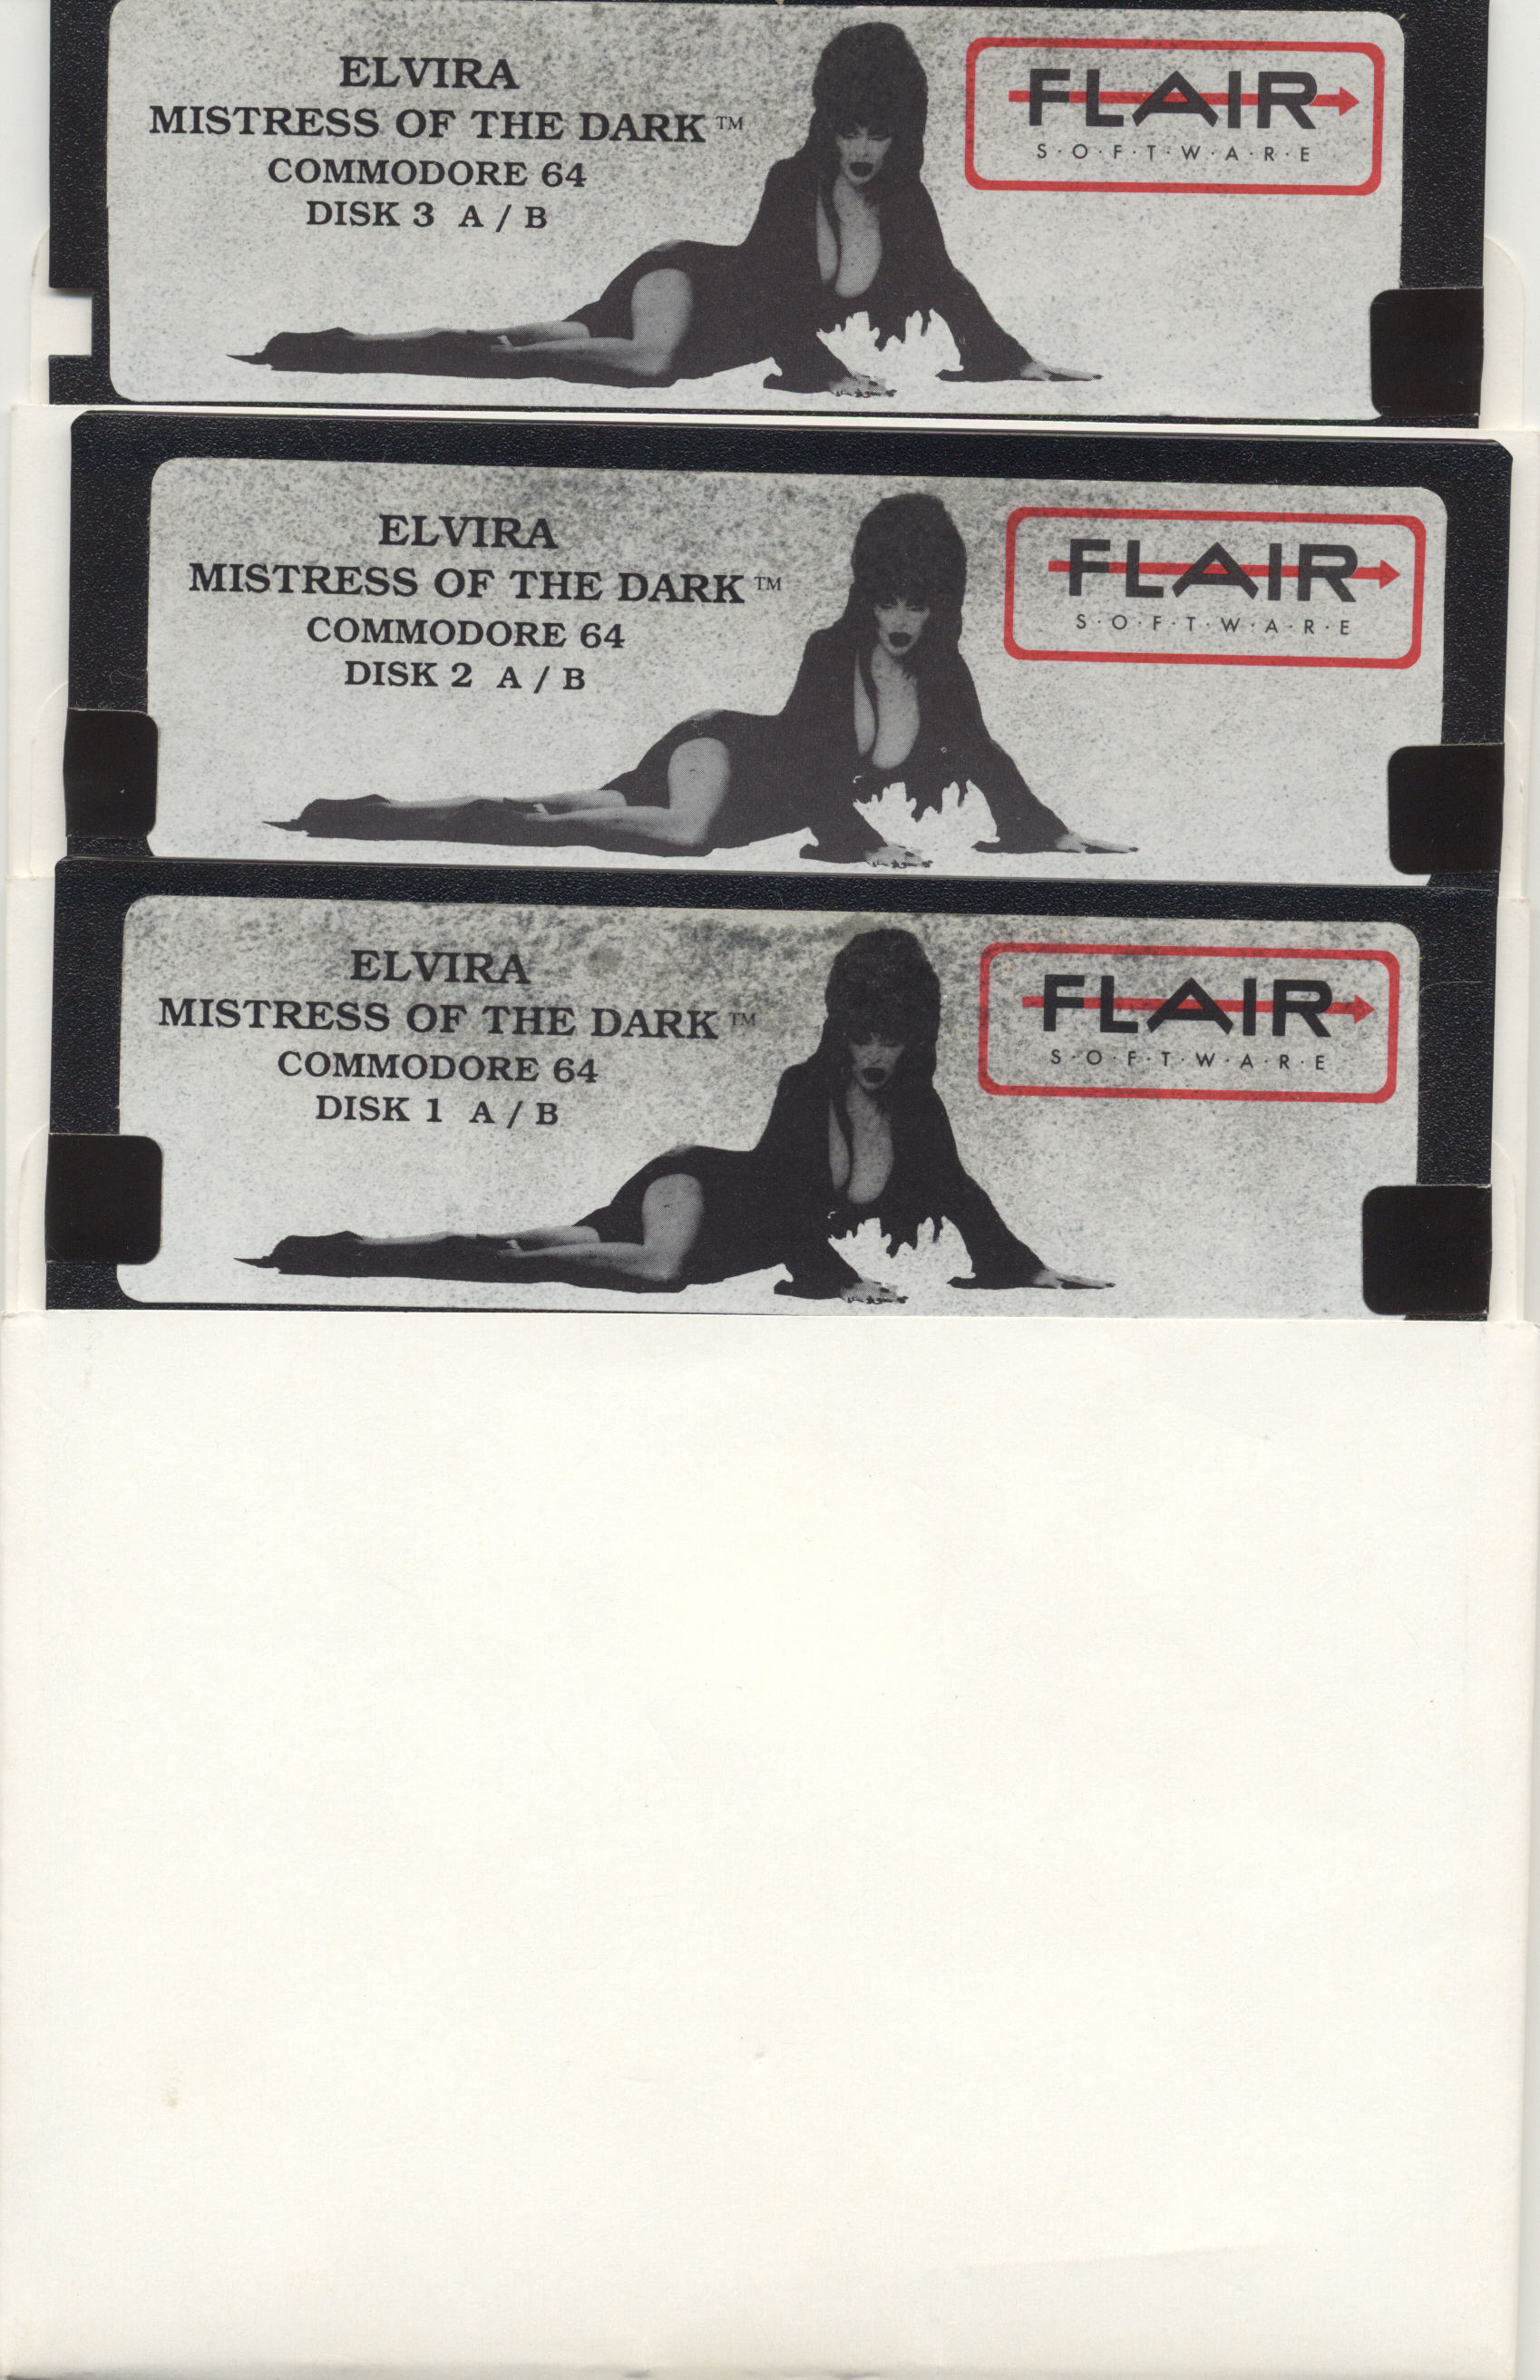 ELVIRA
MISTRESS OF THE DARK™
COMMODORE 64
DISK 3 A / B
FLAIR
S·O·F·T·W·A·R·E
ELVIRA
MISTRESS OF THE DARK™
COMMODORE 64
DISK 2 A / B
FLAIR
S·O·F·T·W·A·R·E
ELVIRA
MISTRESS OF THE DARK™
COMMODORE 64
DISK 1 A / B
FLAIR
S·O·F·T·W·A·R·E